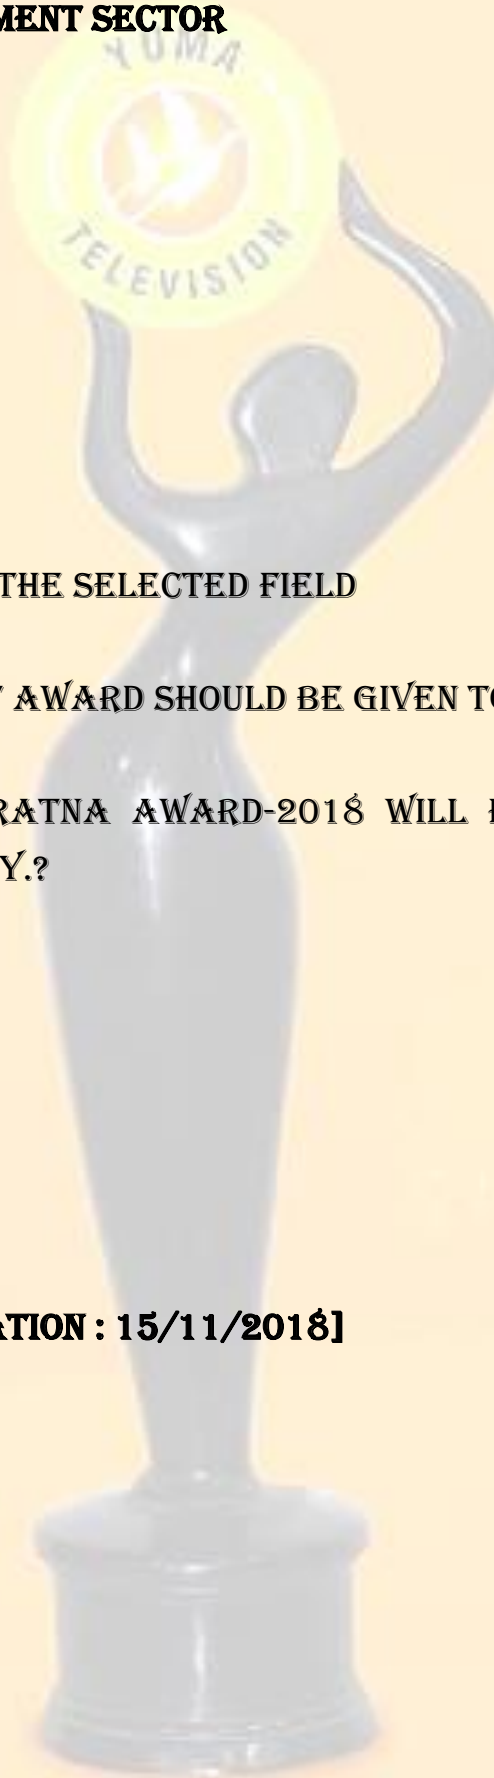 MENT SECTOR
YUMA
TELEVISION
THE SELECTED FIELD
AWARD SHOULD BE GIVEN TO
RATNA AWARD-2018 WILL
Y.?
ATION : 15/11/2018]